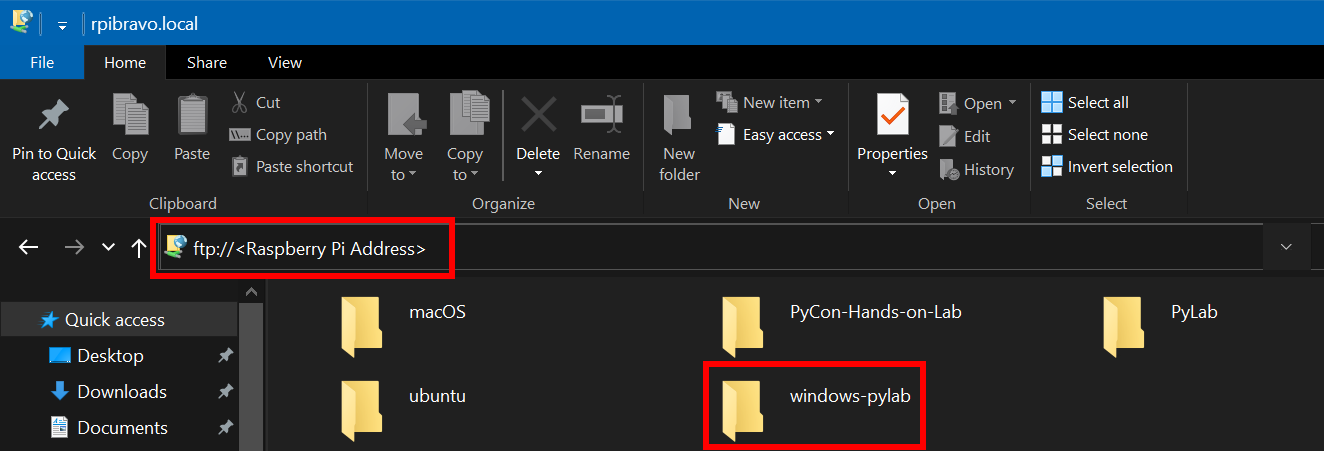 rpibravo.local
File
Home
Share
View
Pin to Quick
access
Copy
Paste
Cut
Copy path
Paste shortcut
Clipboard
Move
to
Copy
to
Delete
Rename
Organize
New
folder
New item
Easy access
New
Properties
Open
Edit
History
Open
Select all
Select none
Invert selection
Select
ftp://<Raspberry Pi Address>
Quick access
Desktop
Downloads
Documents
macOS
PyCon-Hands-on-Lab
PyLab
ubuntu
windows-pylab